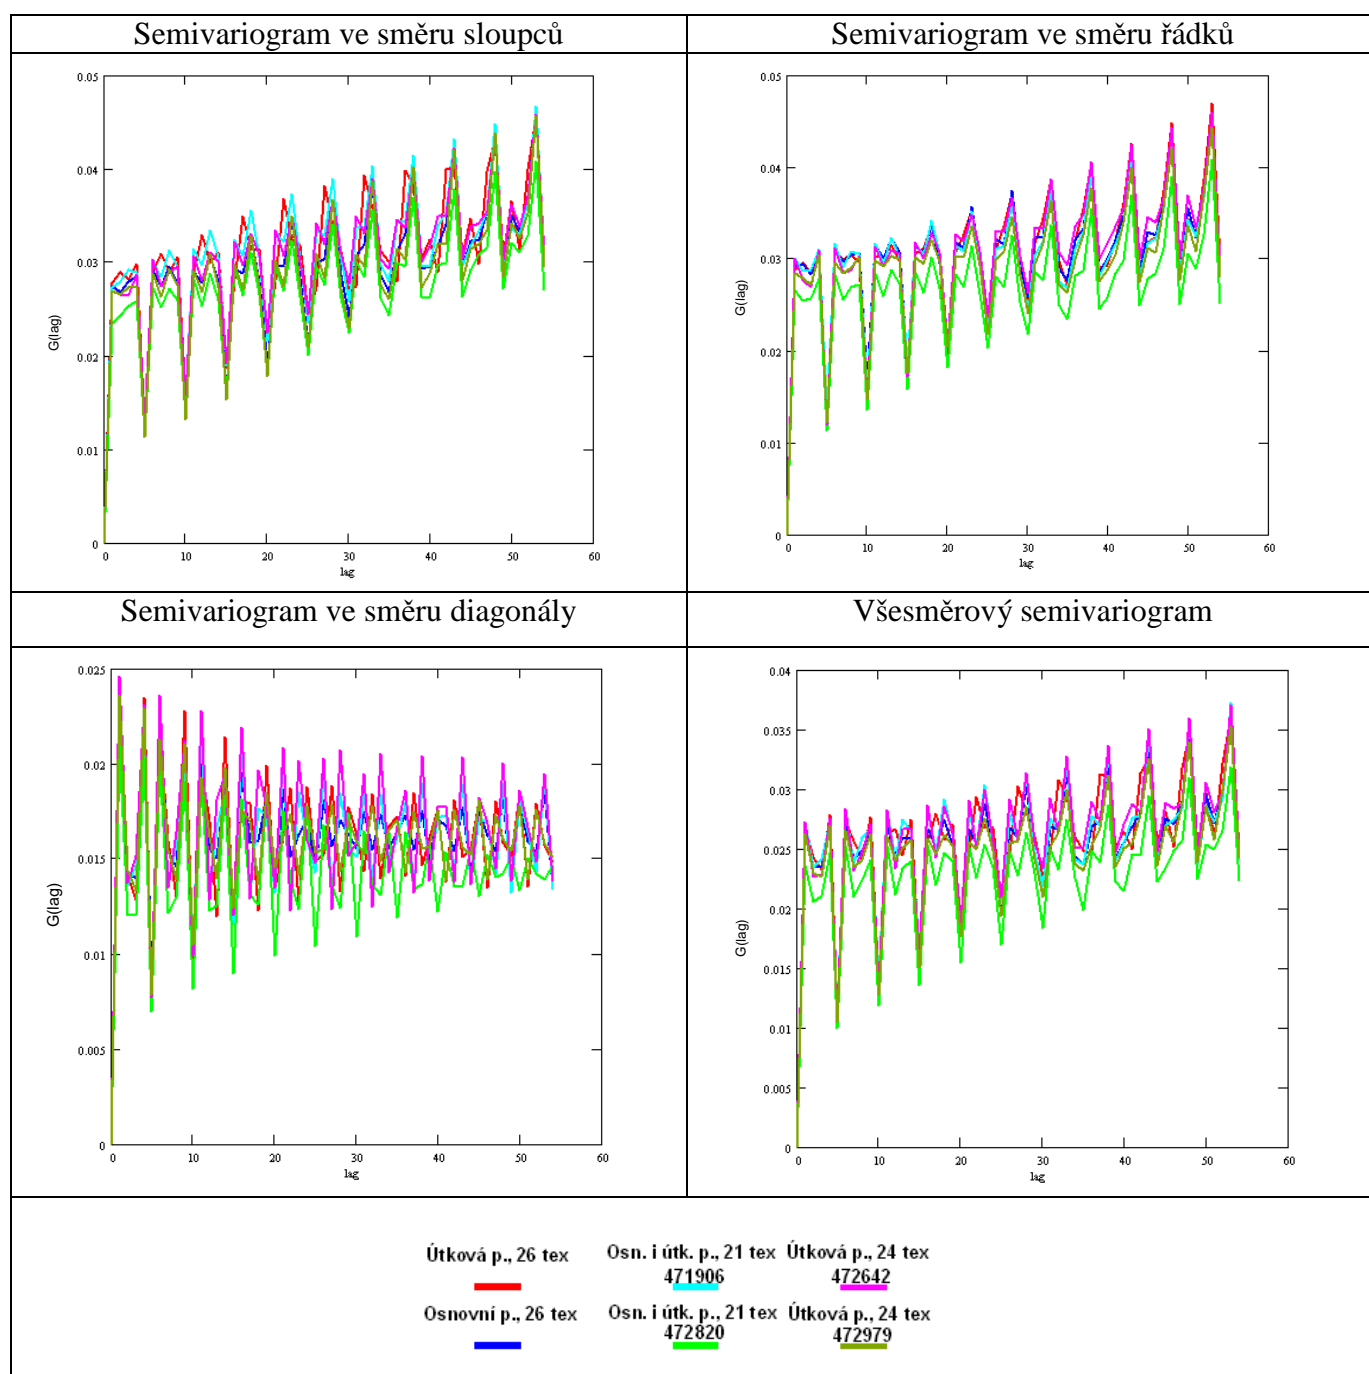 Semivariogram ve směru sloupců
Semivariogram ve směru řádků
0.05
0.04
0.03
0.02
0.01
0
G(lag)
0 10 20 30 40 50 60
lag
0.05
0.04
0.03
0.02
0.01
0
G(lag)
0 10 20 30 40 50 60
lag
Semivariogram ve směru diagonály
Všesměrový semivariogram
0.025
0.02
0.015
0.01
0.005
0
G(lag)
0 10 20 30 40 50 60
lag
0.04
0.035
0.03
0.025
0.02
0.015
0.01
0.005
0
G(lag)
0 10 20 30 40 50 60
lag
Útková p., 26 tex
Osn. i útk. p., 21 tex
471906
Útková p., 24 tex
472642
Osnovní p., 26 tex
Osn. i útk. p., 21 tex
472820
Útková p., 24 tex
472979